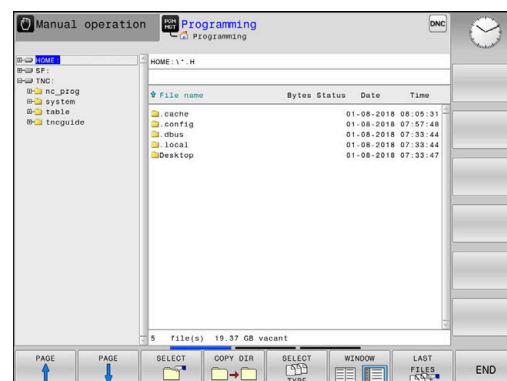 Manual operation
PGM
MGT
Programming
Programming
DNC
HOME:
SF:
TNC:
nc_prog
system
table
tncguide
HOME:\*.H
File name Bytes Status Date Time
.cache 01-08-2018 08:05:31
.config 01-08-2018 07:57:48
.dbus 01-08-2018 07:33:44
.local 01-08-2018 07:33:44
Desktop 01-08-2018 07:33:47
5 file(s) 19.37 GB vacant
PAGE
PAGE
SELECT
COPY DIR
SELECT
TYPE
WINDOW
LAST
FILES
END